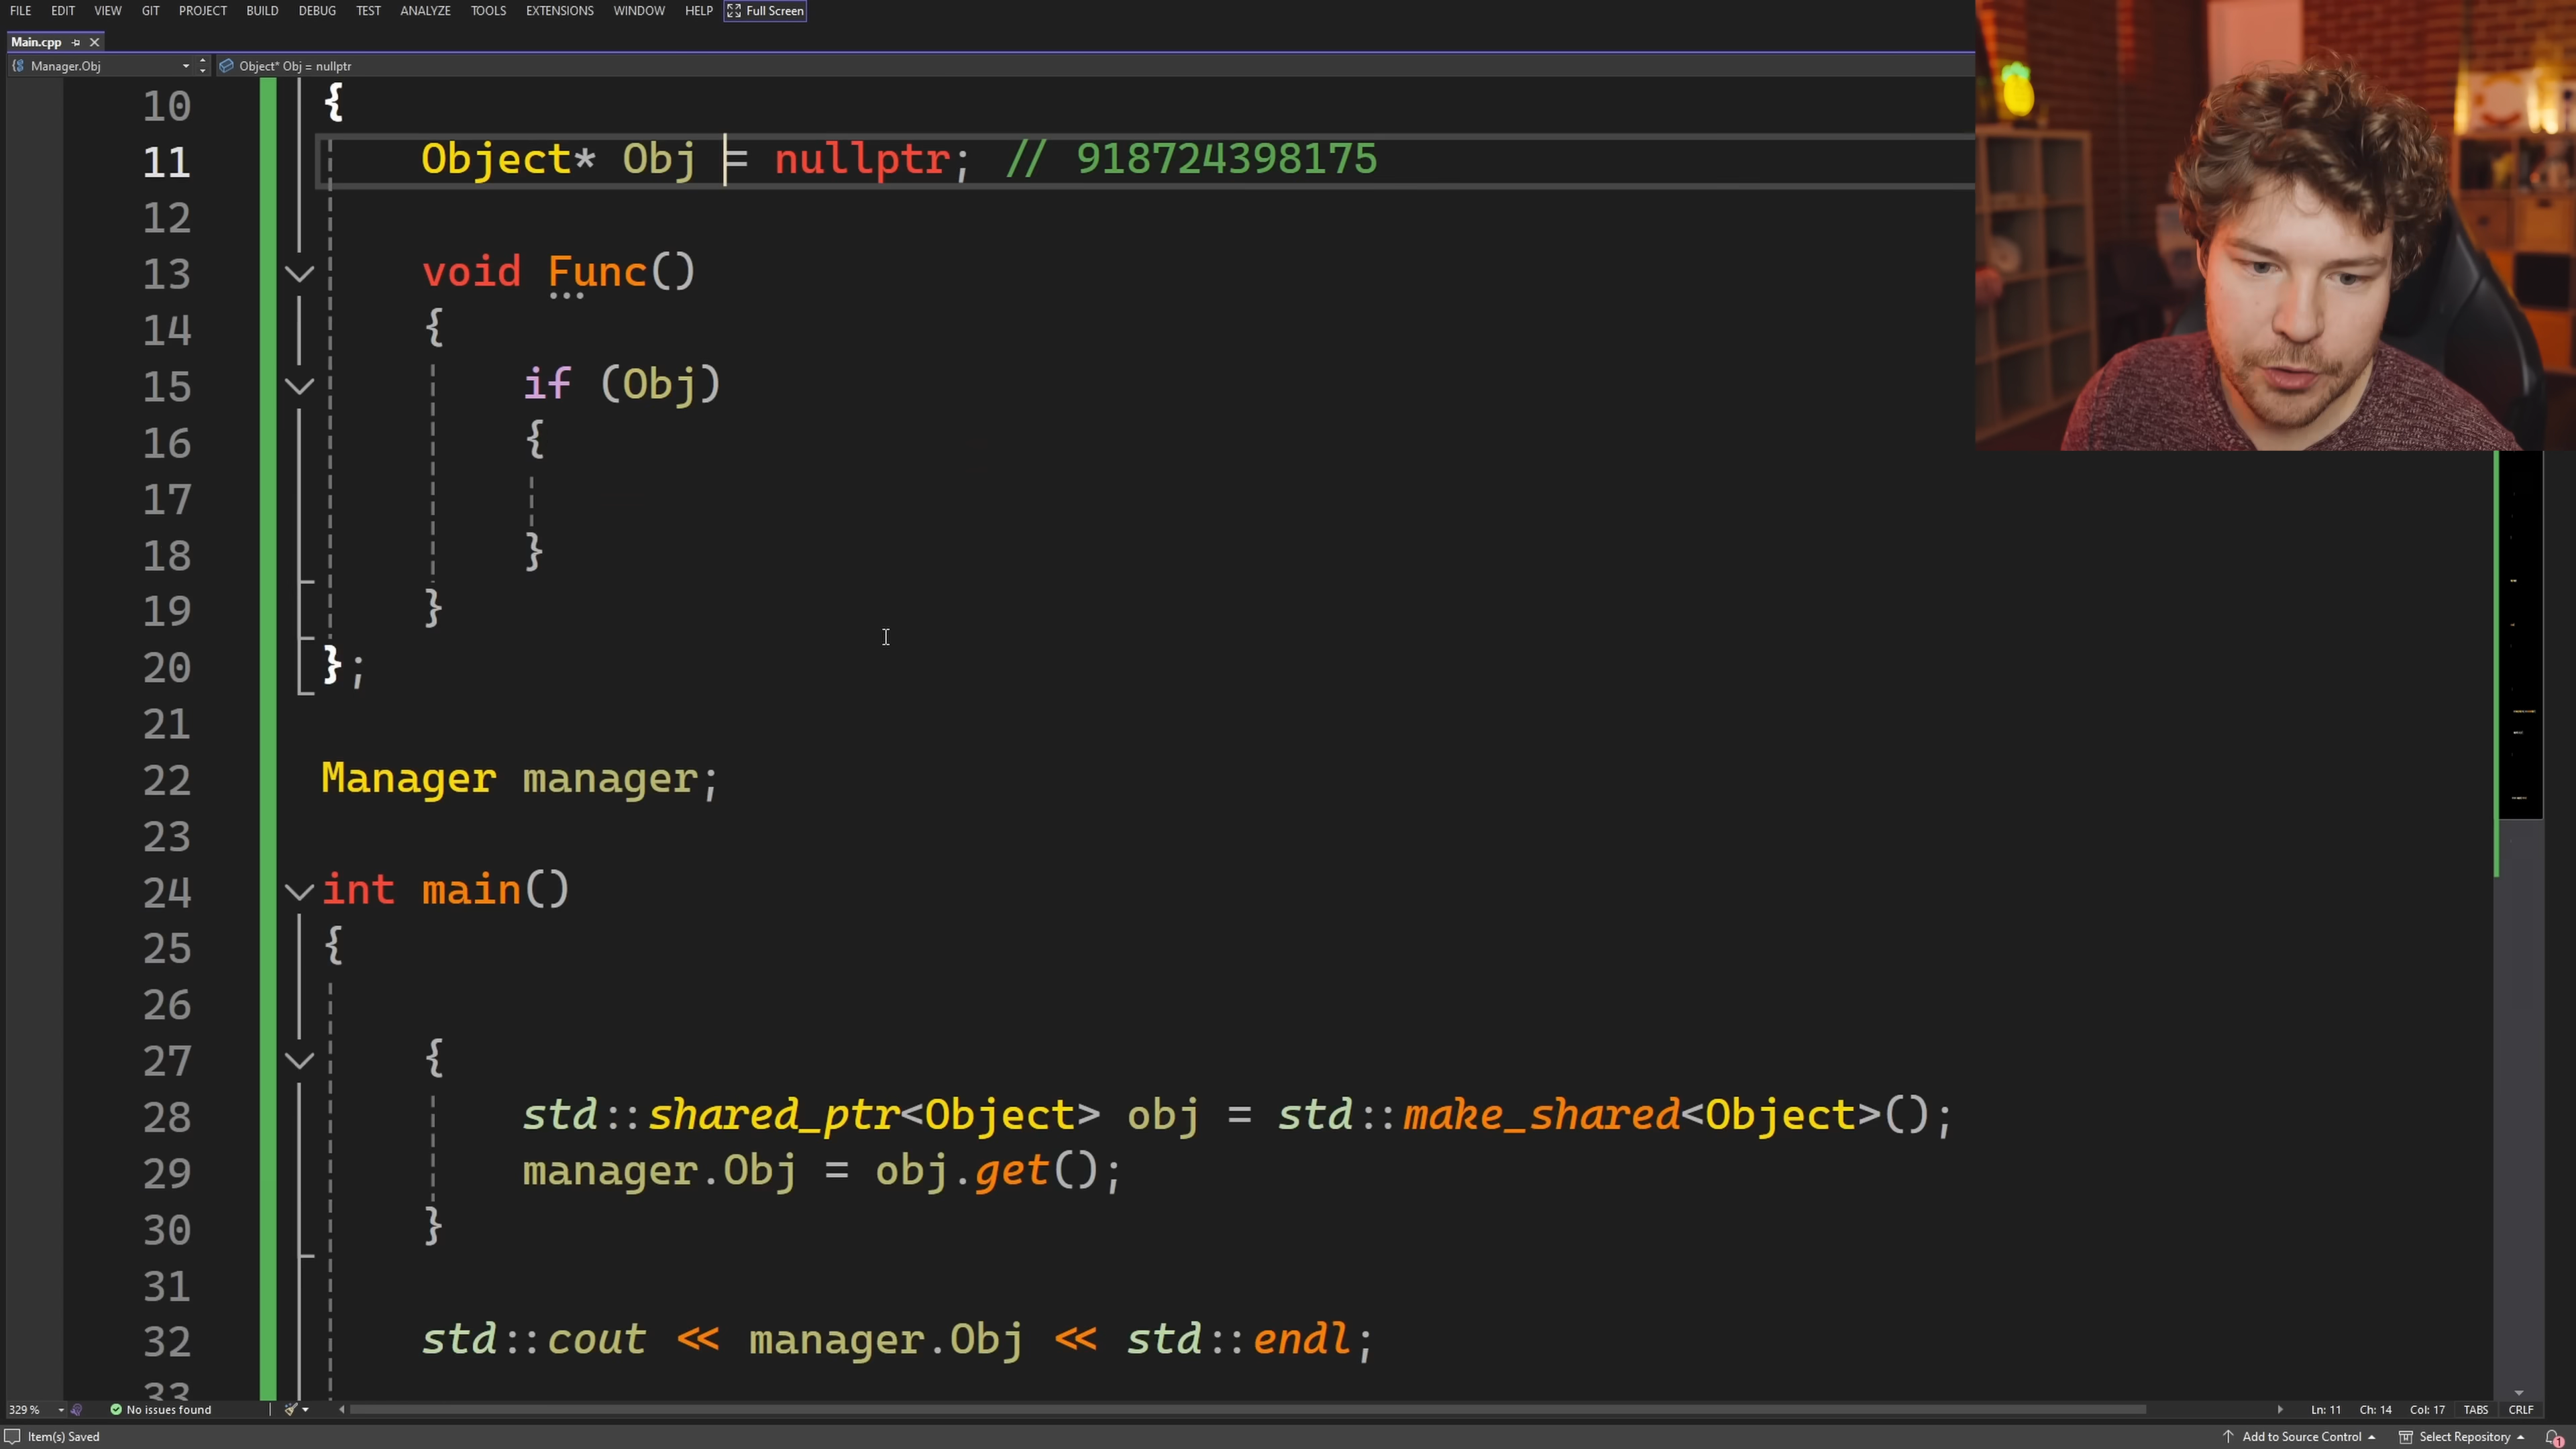 FILE EDIT VIEW GIT PROJECT BUILD DEBUG TEST ANALYZE TOOLS EXTENSIONS WINDOW HELP Full Screen
Main.cpp
Manager.Obj Object* Obj = nullptr
10 {
11 Object* Obj = nullptr; // 918724398175
12
13 void Func()
14 {
15 if (Obj)
16 {
17
18 }
19 }
20 };
21
22 Manager manager;
23
24 int main()
25 {
26
27 {
28 std::shared_ptr<Object> obj = std::make_shared<Object>();
29 manager.Obj = obj.get();
30 }
31
32 std::cout << manager.Obj << std::endl;
33
329 % No issues found Ln: 11 Ch: 14 Col: 17 TABS CRLF
Item(s) Saved Add to Source Control Select Repository 1